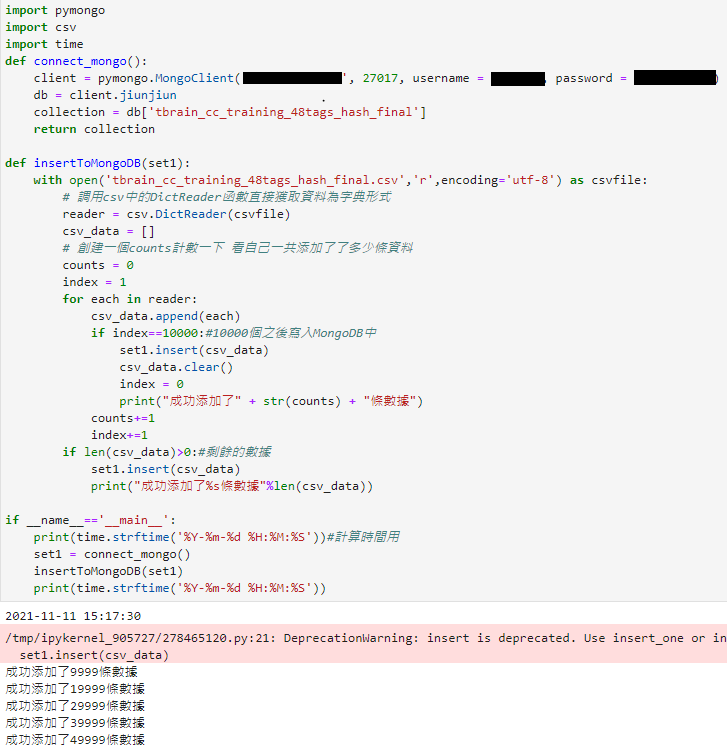 import pymongo
import csv
import time
def connect_mongo():
    client = pymongo.MongoClient(', 27017, username = , password = )
    db = client.jiunjiun
    collection = db['tbrain_cc_training_48tags_hash_final']
    return collection

def insertToMongoDB(set1):
    with open('tbrain_cc_training_48tags_hash_final.csv','r',encoding='utf-8') as csvfile:
        # 調用csv中的DictReader函數直接獲取資料為字典形式
        reader = csv.DictReader(csvfile)
        csv_data = []
        # 創建一個counts計數一下 看自己一共添加了了多少條資料
        counts = 0
        index = 1
        for each in reader:
            csv_data.append(each)
            if index==10000:#10000個之後寫入MongoDB中
                set1.insert(csv_data)
                csv_data.clear()
                index = 0
                print("成功添加了" + str(counts) + "條數據")
            counts+=1
            index+=1
        if len(csv_data)>0:#剩餘的數據
            set1.insert(csv_data)
            print("成功添加了%s條數據"%len(csv_data))

if __name__=='__main__':
    print(time.strftime('%Y-%m-%d %H:%M:%S'))#計算時間用
    set1 = connect_mongo()
    insertToMongoDB(set1)
    print(time.strftime('%Y-%m-%d %H:%M:%S'))
2021-11-11 15:17:30
/tmp/ipykernel_905727/278465120.py:21: DeprecationWarning: insert is deprecated. Use insert_one or in
  set1.insert(csv_data)
成功添加了9999條數據
成功添加了19999條數據
成功添加了29999條數據
成功添加了39999條數據
成功添加了49999條數據